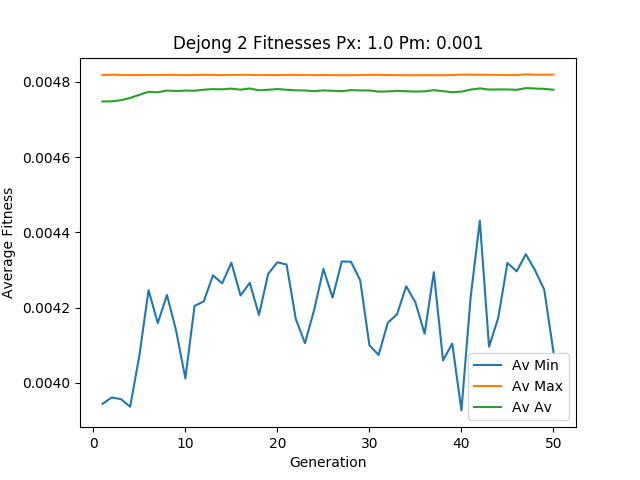 Dejong 2 Fitnesses Px: 1.0 Pm: 0.001
Average Fitness
0.0048
0.0046
0.0044
0.0042
0.0040
0
10
20
30
40
50
Generation
Av Min
Av Max
Av Av